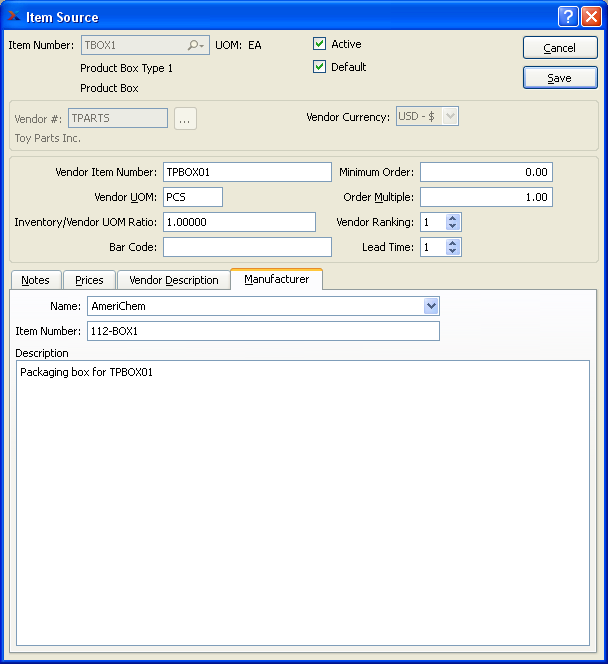 Item Source
Item Number: TBOX1 UOM: EA
Active
Cancel
Product Box Type 1
Default
Product Box
Save
Vendor #: TPARTS ...
Vendor Currency: USD - $
Toy Parts Inc.
Vendor Item Number: TPBOX01
Minimum Order: 0.00
Vendor UOM: PCS
Order Multiple: 1.00
Inventory/Vendor UOM Ratio: 1.00000
Vendor Ranking: 1
Bar Code:
Lead Time: 1
Notes Prices Vendor Description Manufacturer
Name: AmeriChem
Item Number: 112-BOX1
Description
Packaging box for TPBOX01